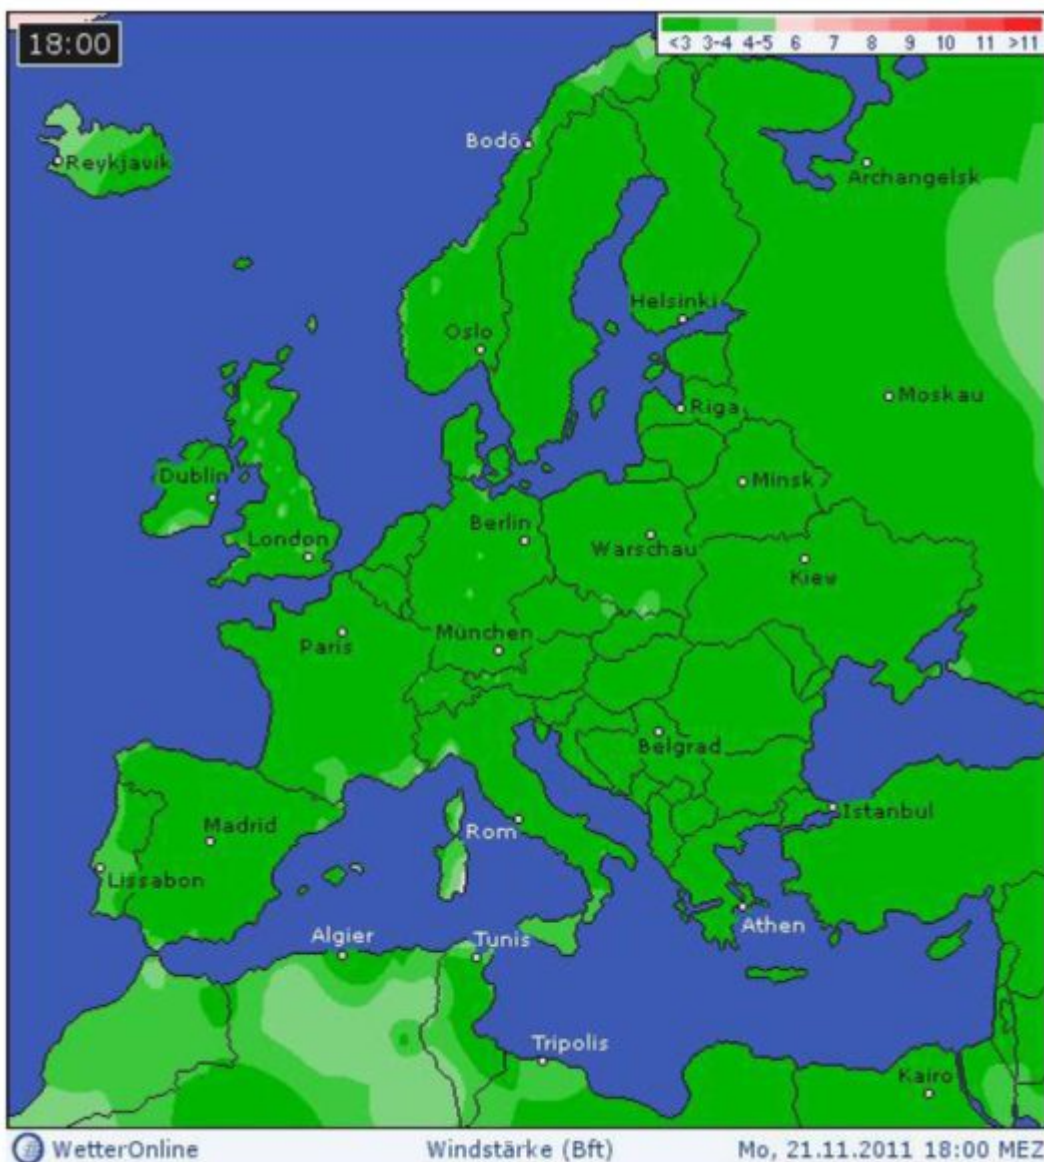 18:00
<3 3-4 4-5 6 7 8 9 10 11 >11
Reykjavik
Bodö
Archangelsk
Helsinki
Oslo
Moskau
Riga
Dublin
Minsk
Berlin
London
Warschau
Kiew
München
Paris
Belgrad
Madrid
Rom
Istanbul
Lissabon
Algier
Tunis
Athen
Tripolis
Kairo
WetterOnline Windstärke (Bft) Mo, 21.11.2011 18:00 MEZ